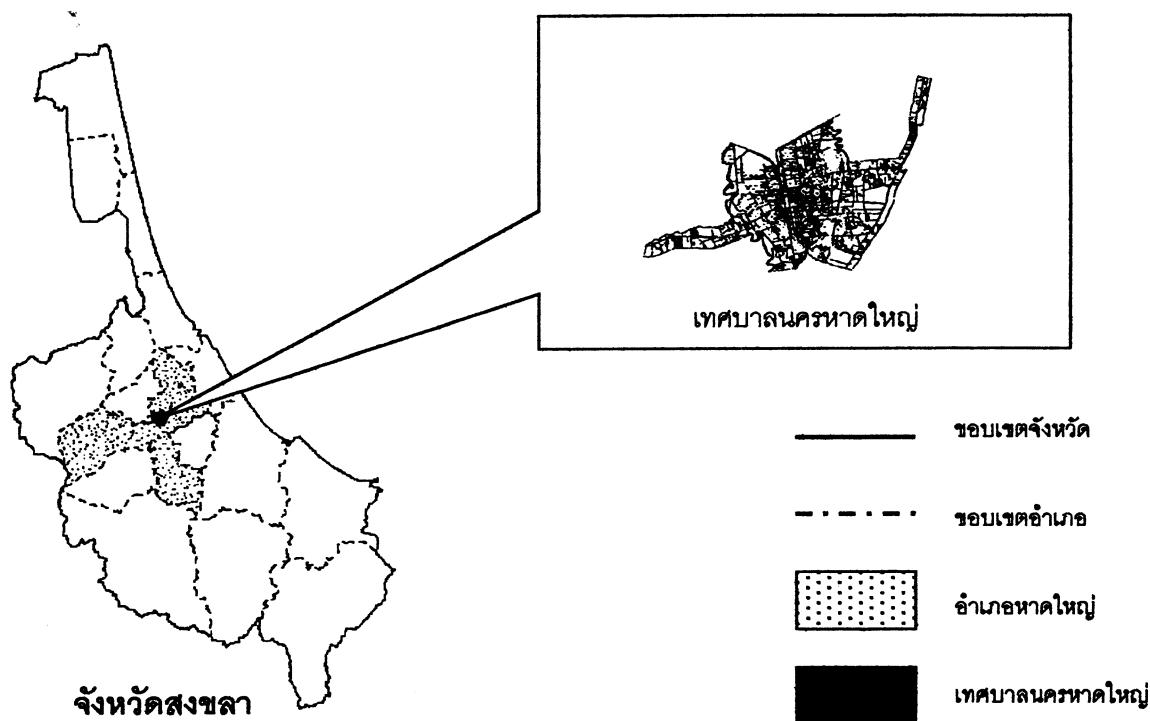 เทศบาลนครหาดใหญ่
ขอบเขตจังหวัด
ขอบเขตอำเภอ
อำเภอหาดใหญ่
เทศบาลนครหาดใหญ่
จังหวัดสงขลา